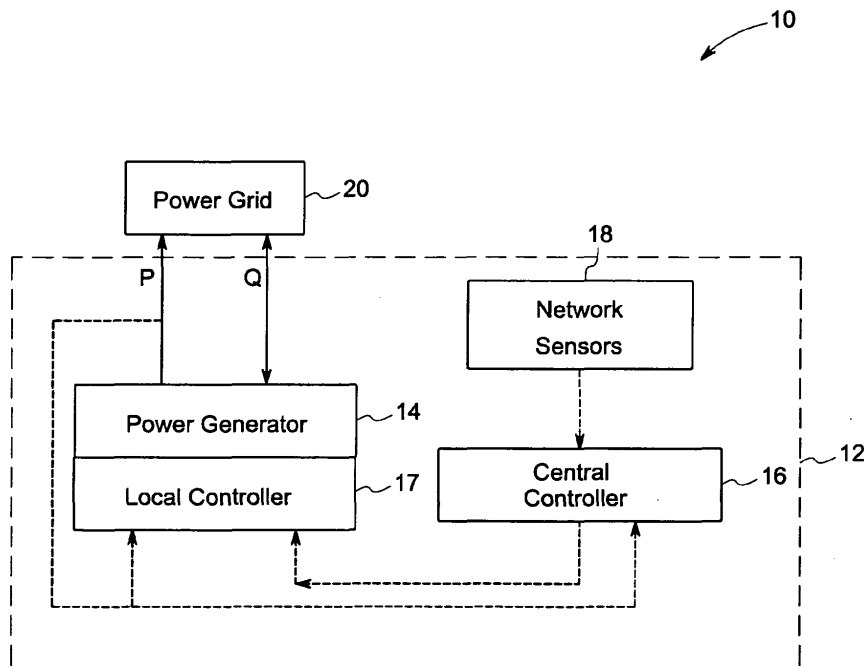 10
Power Grid
20
18
P
Q
Network
Sensors
Power Generator
14
12
Central
Controller
16
Local Controller
17